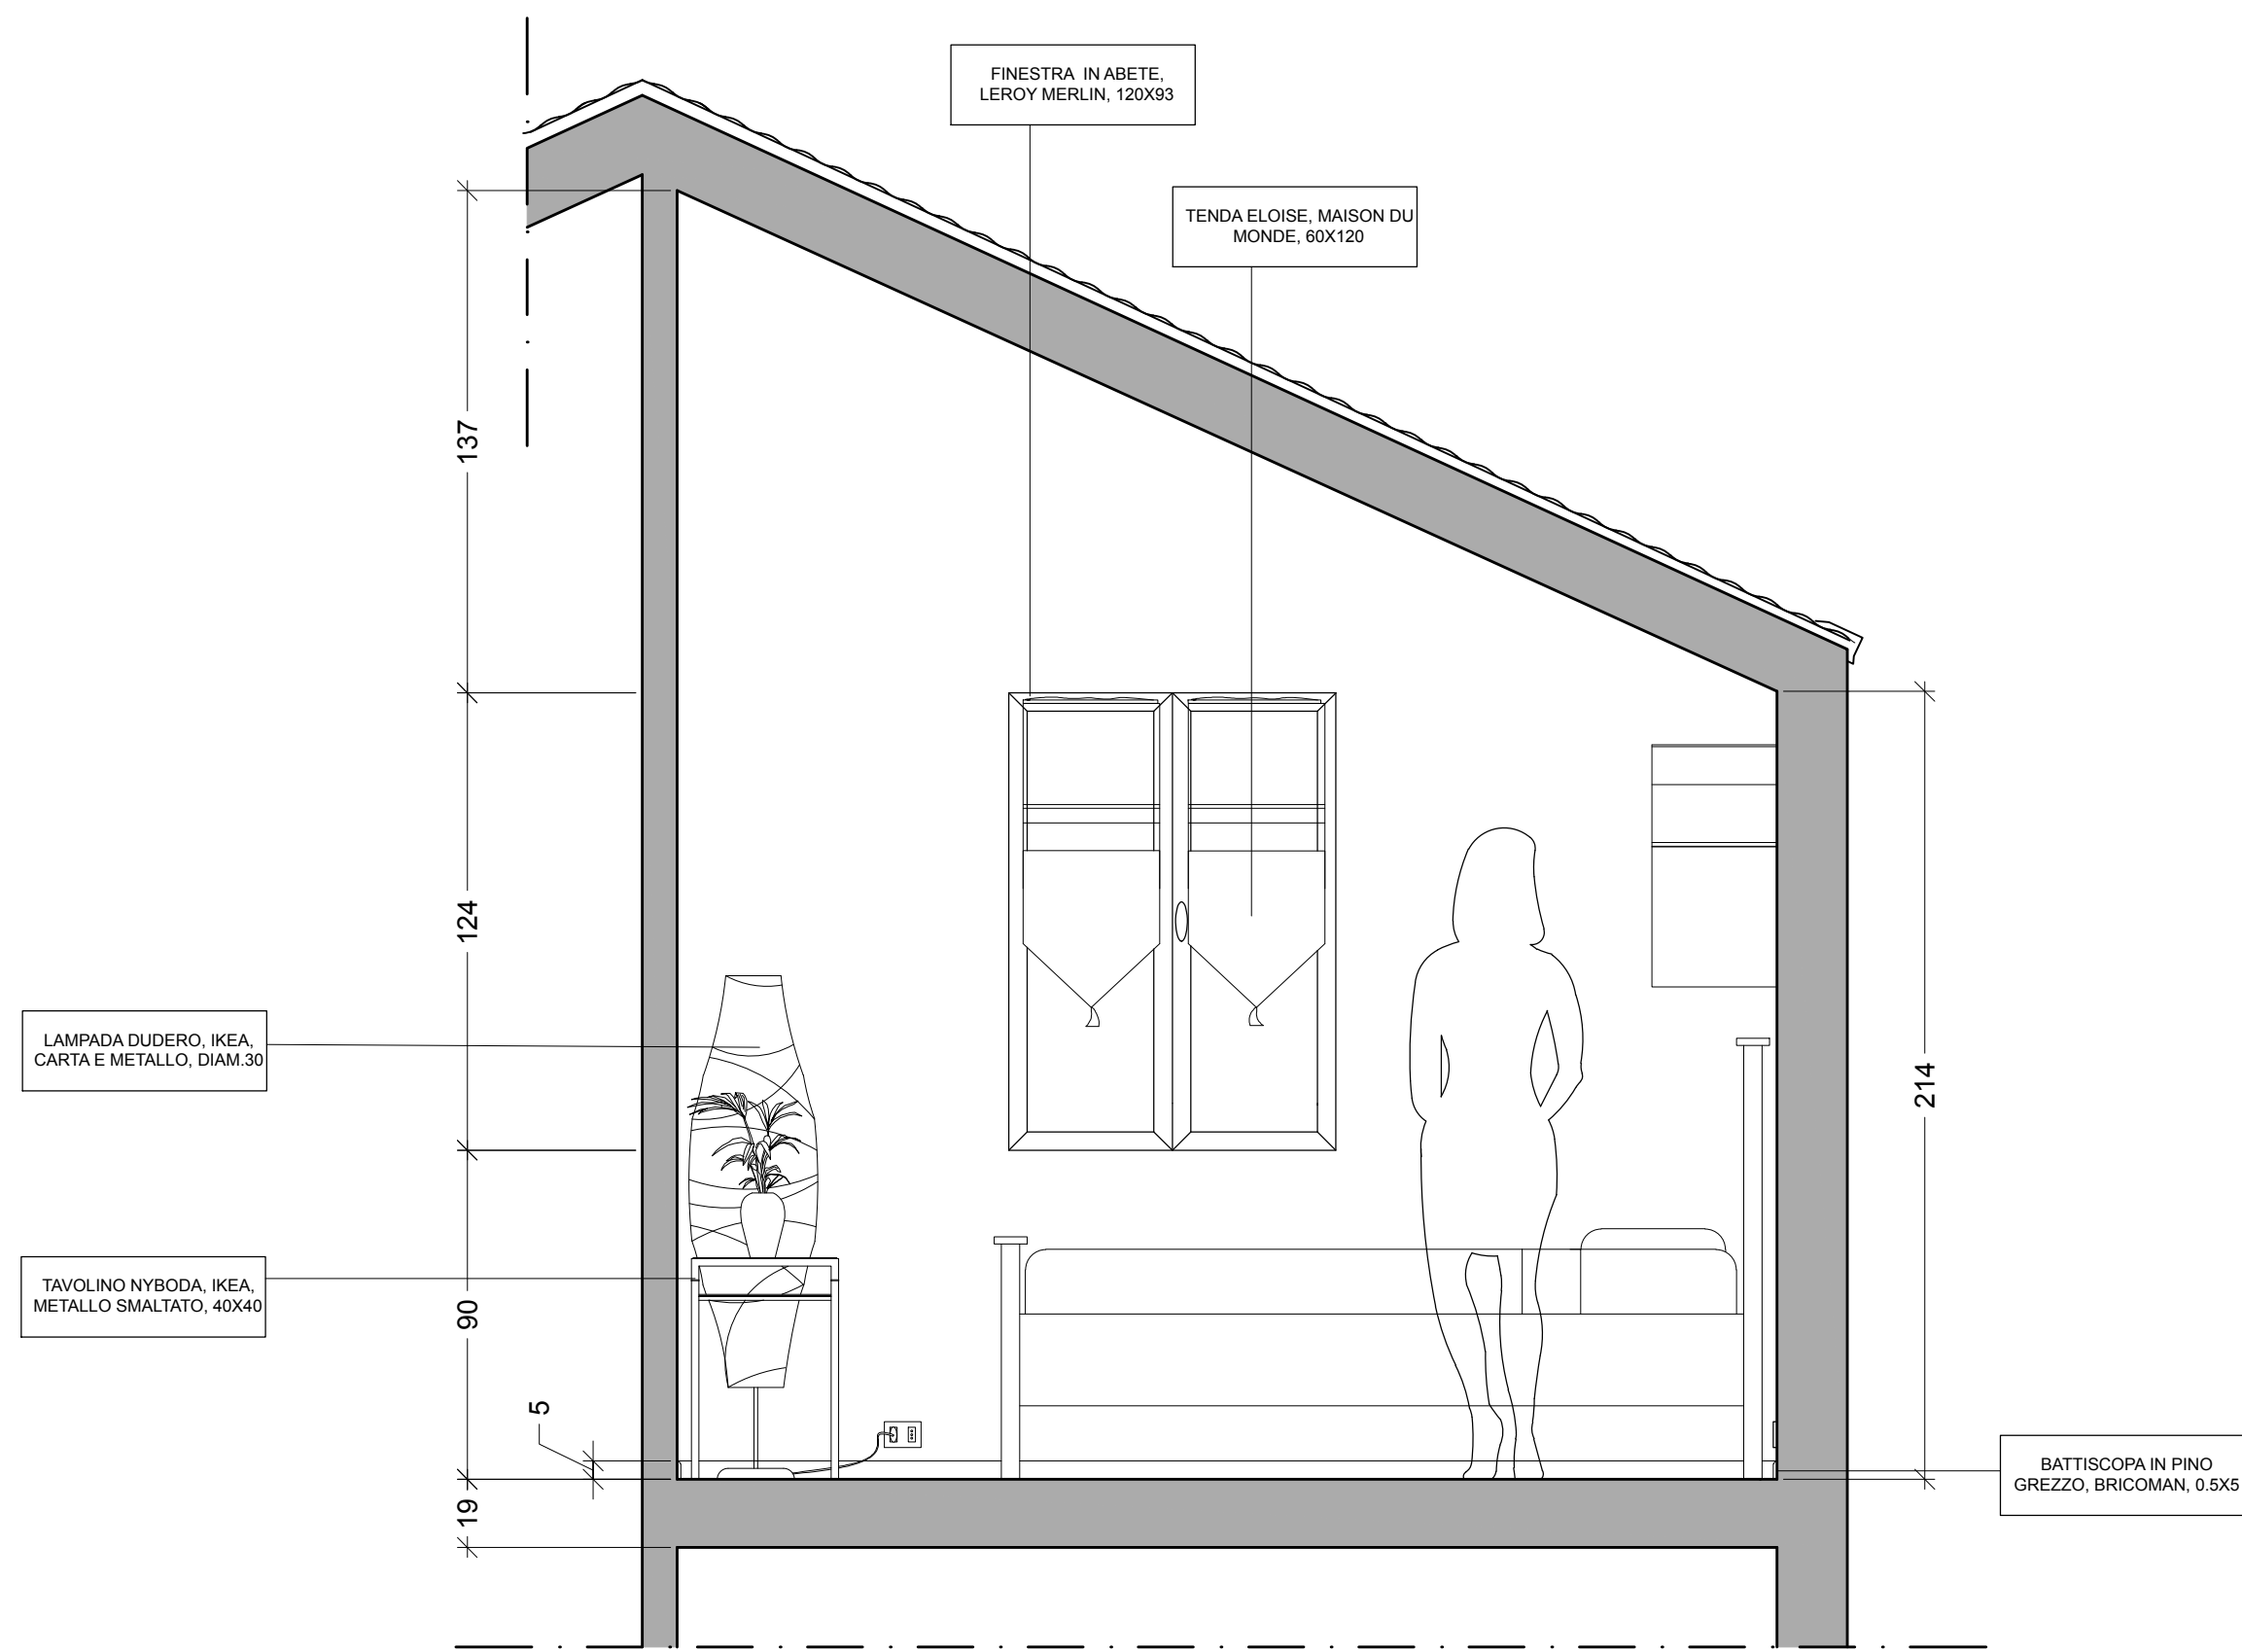 FINESTRA IN ABETE,
LEROY MERLIN, 120X93
TENDA ELOISE, MAISON DU
MONDE, 60X120
137
124
214
LAMPADA DUDERO, IKEA,
CARTA E METALLO, DIAM.30
TAVOLINO NYBODA, IKEA,
METALLO SMALTATO, 40X40
90
5
19
BATTISCOPA IN PINO
GREZZO, BRICOMAN, 0.5X5